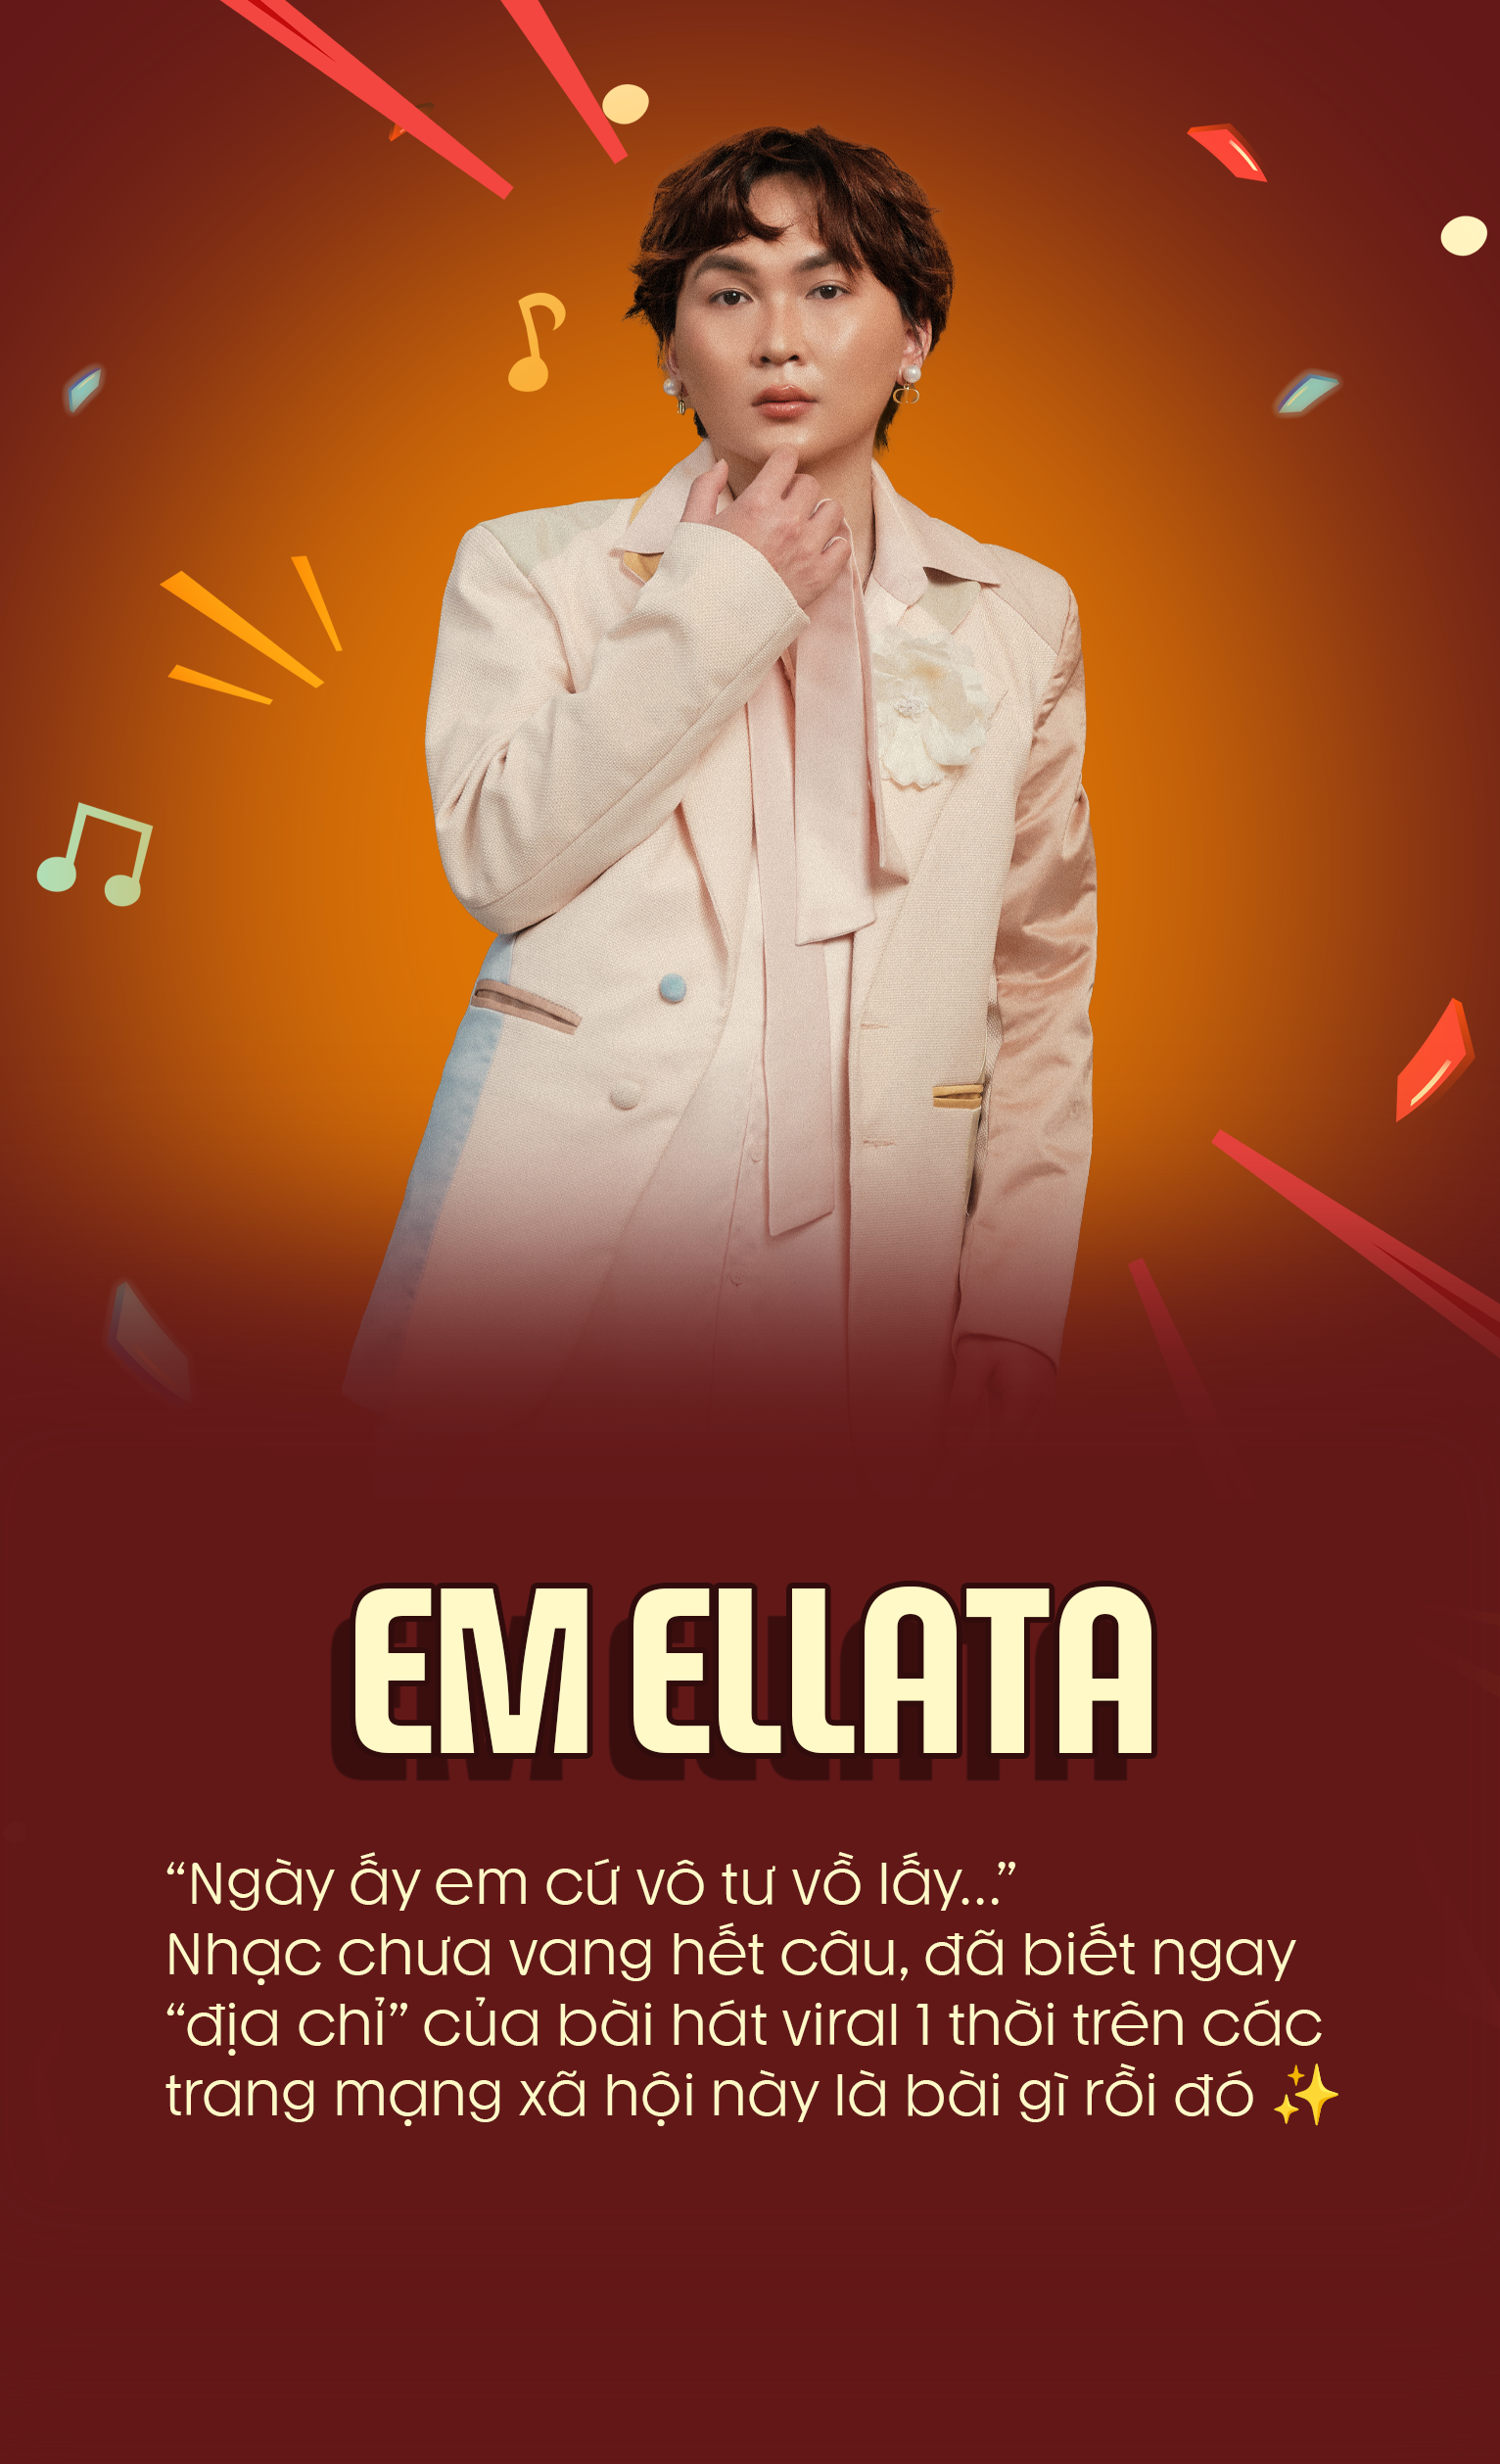 EM ELLATA
“Ngày ấy em cứ vô tư vồ lấy...”
Nhạc chưa vang hết câu, đã biết ngay
“địa chỉ” của bài hát viral 1 thời trên các
trang mạng xã hội này là bài gì rồi đó ✨